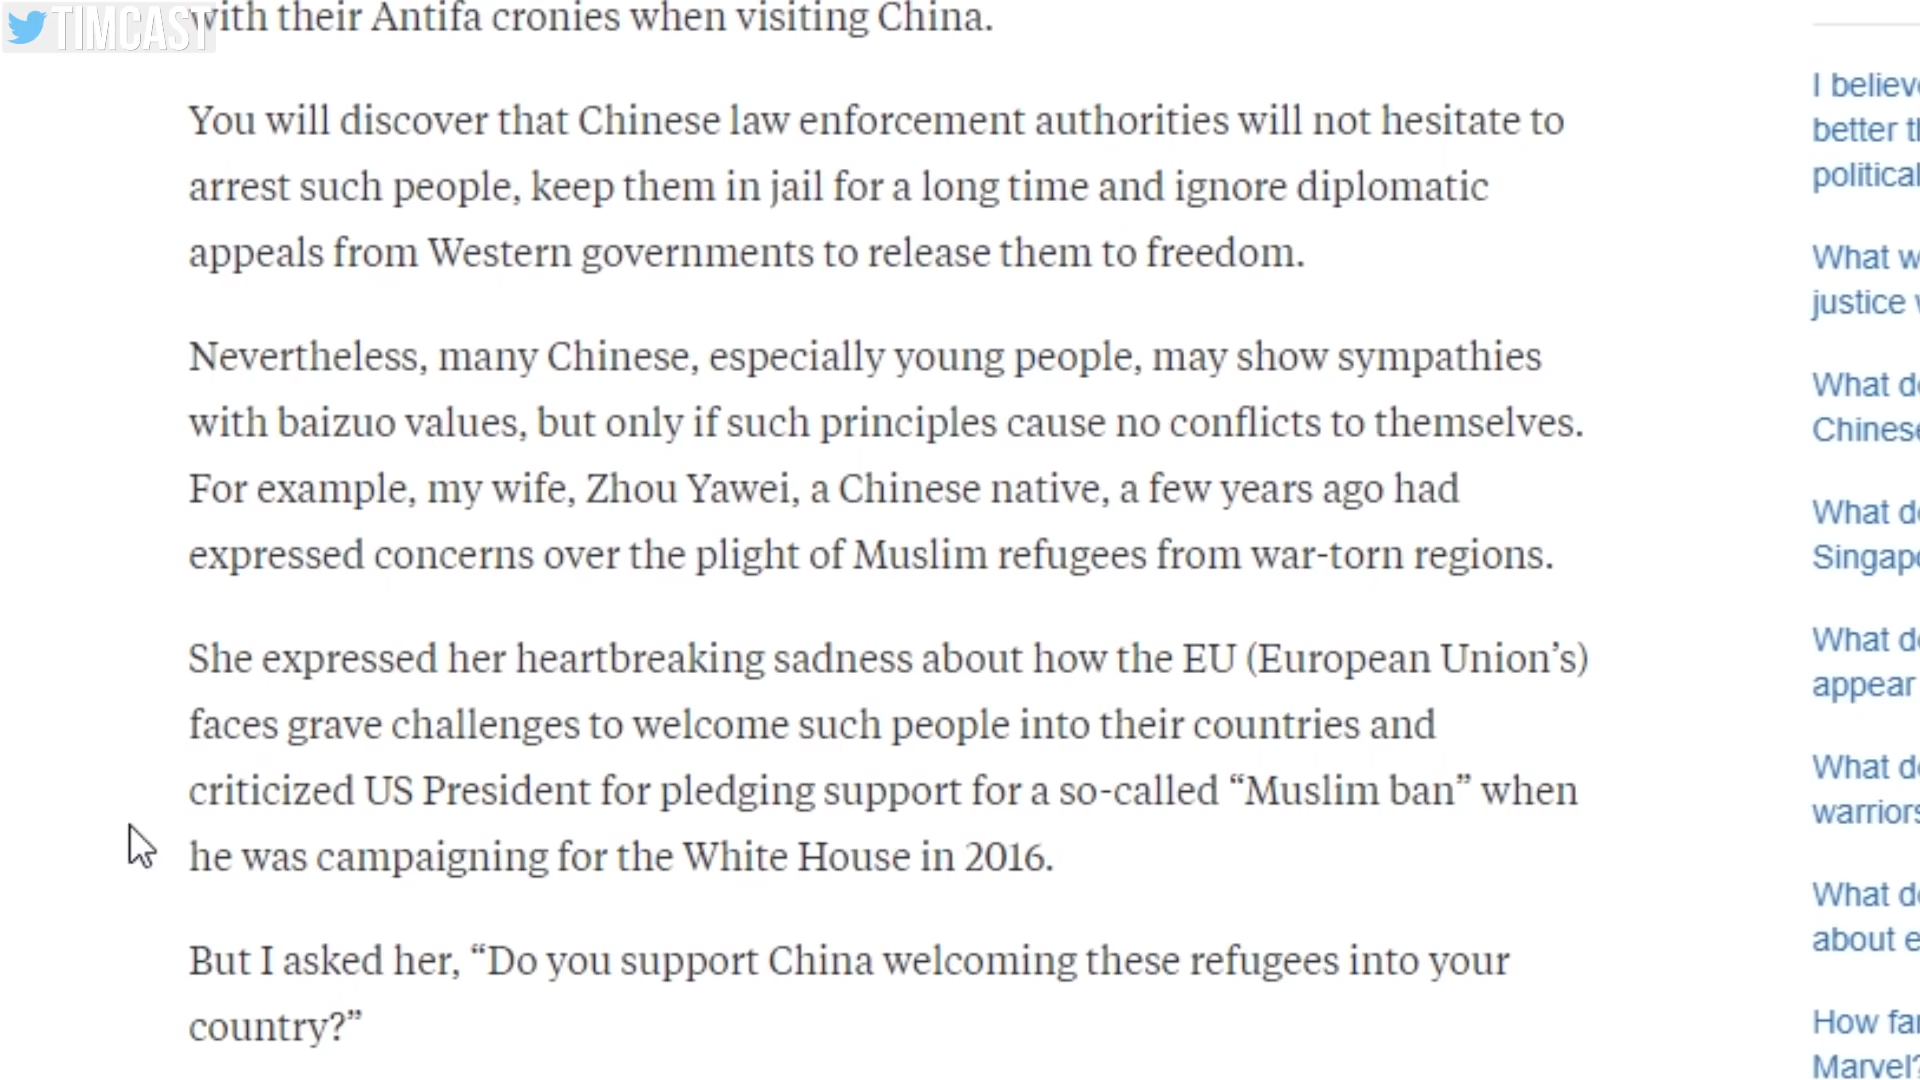 TIMCAST
with their Antifa cronies when visiting China.
You will discover that Chinese law enforcement authorities will not hesitate to
arrest such people, keep them in jail for a long time and ignore diplomatic
appeals from Western governments to release them to freedom.
Nevertheless, many Chinese, especially young people, may show sympathies
with baizuo values, but only if such principles cause no conflicts to themselves.
For example, my wife, Zhou Yawei, a Chinese native, a few years ago had
expressed concerns over the plight of Muslim refugees from war-torn regions.
She expressed her heartbreaking sadness about how the EU (European Union’s)
faces grave challenges to welcome such people into their countries and
criticized US President for pledging support for a so-called “Muslim ban” when
he was campaigning for the White House in 2016.
But I asked her, “Do you support China welcoming these refugees into your
country?”
I
better
political
What
justice
What
What
What
appear
What
What
about
How
Marvel?